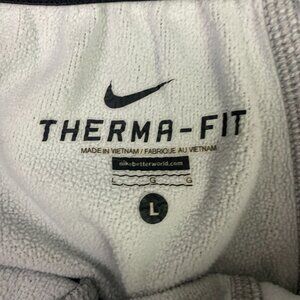 THERMA-FIT
MADE IN VIETNAM / FABRIQUE AU VIETNAM
nikebetterworld.com
L G G
L